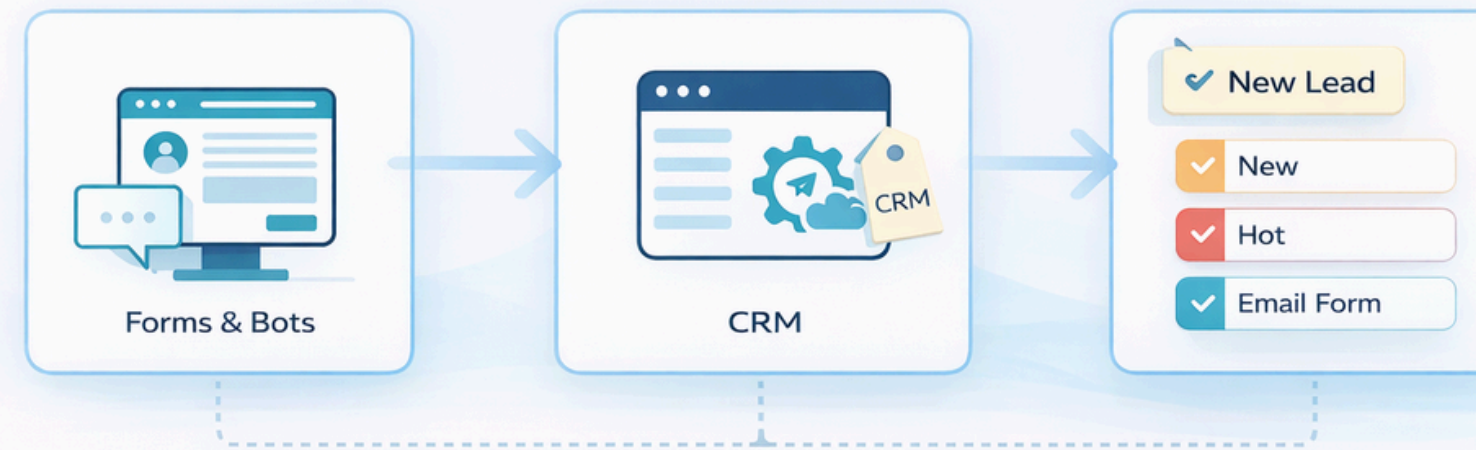 Forms & Bots
CRM
CRM
New Lead
New
Hot
Email Form